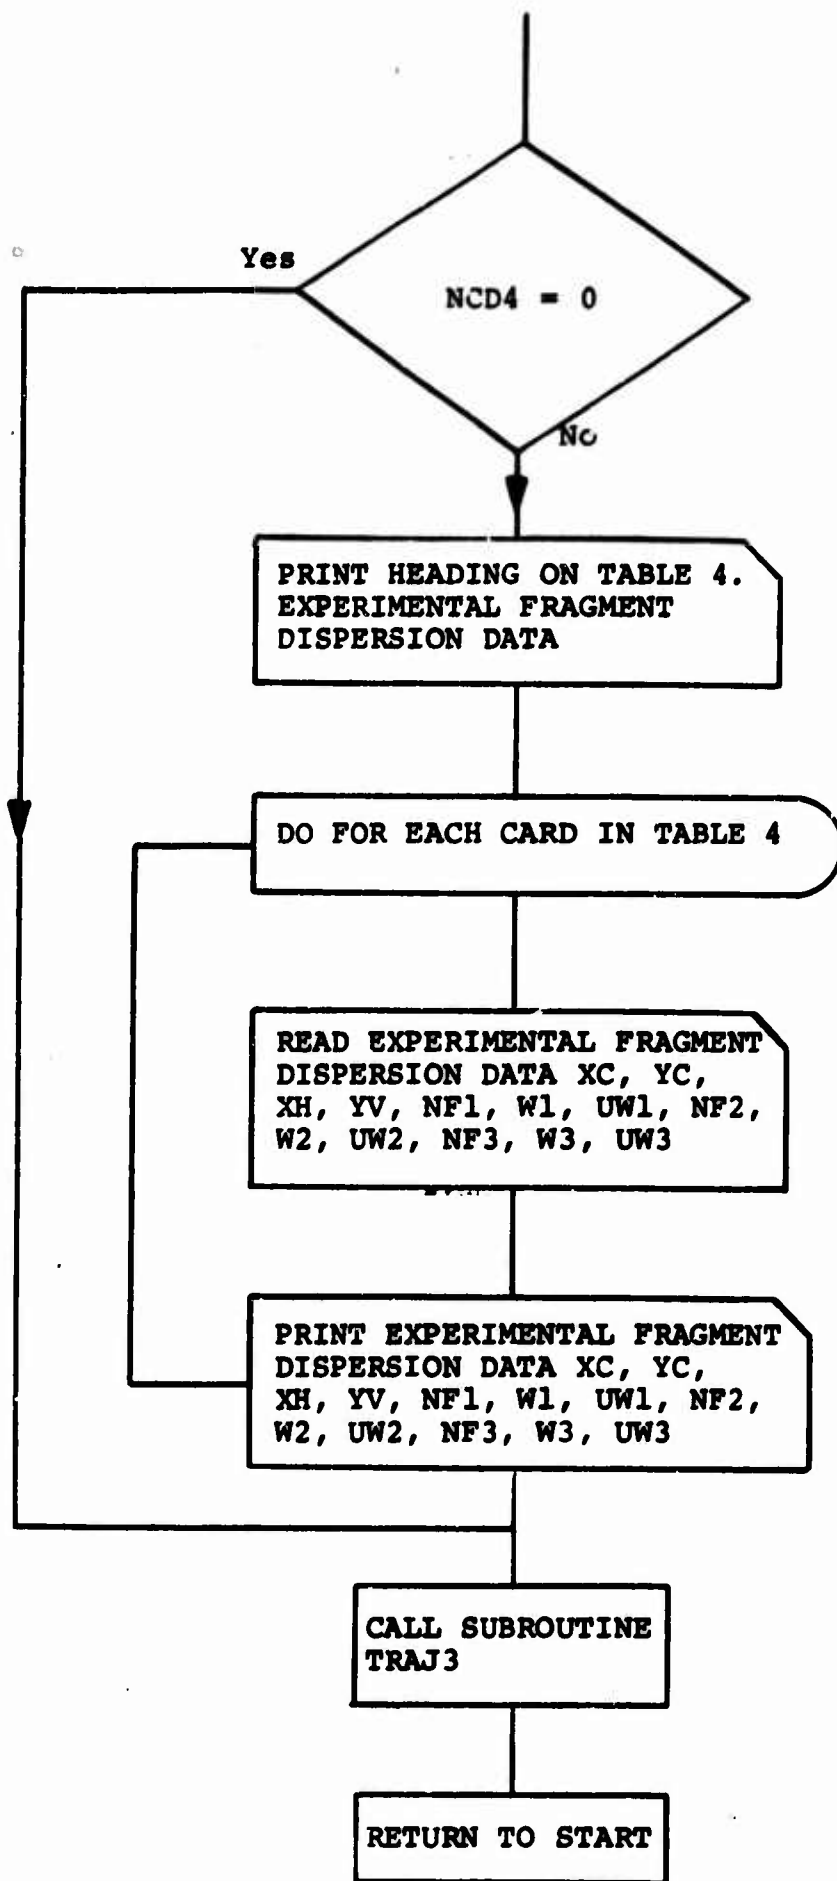 Yes
NCD4 = 0
No
PRINT HEADING ON TABLE 4.
EXPERIMENTAL FRAGMENT
DISPERSION DATA
DO FOR EACH CARD IN TABLE 4
READ EXPERIMENTAL FRAGMENT
DISPERSION DATA XC, YC,
XH, YV, NF1, W1, UW1, NF2,
W2, UW2, NF3, W3, UW3
PRINT EXPERIMENTAL FRAGMENT
DISPERSION DATA XC, YC,
XH, YV, NF1, W1, UW1, NF2,
W2, UW2, NF3, W3, UW3
CALL SUBROUTINE
TRAJ3
RETURN TO START